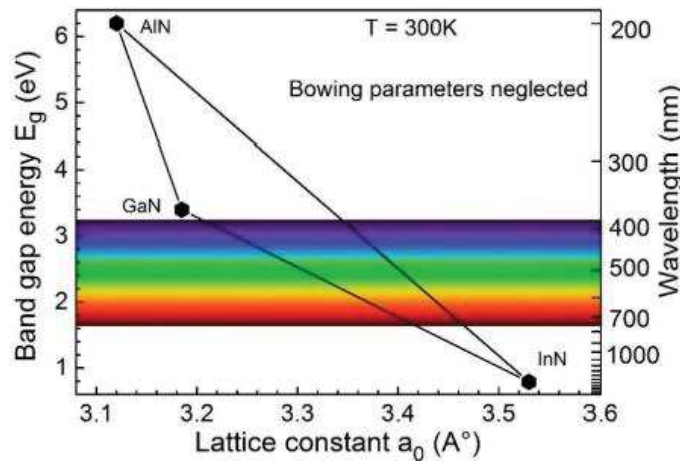 AlN
T = 300K
Bowing parameters neglected
GaN
InN
Band gap energy E_g (eV)
6
5
4
3
2
1
Wavelength (nm)
200
300
400
500
700
1000
3.1 3.2 3.3 3.4 3.5 3.6
Lattice constant a_0 (A°)